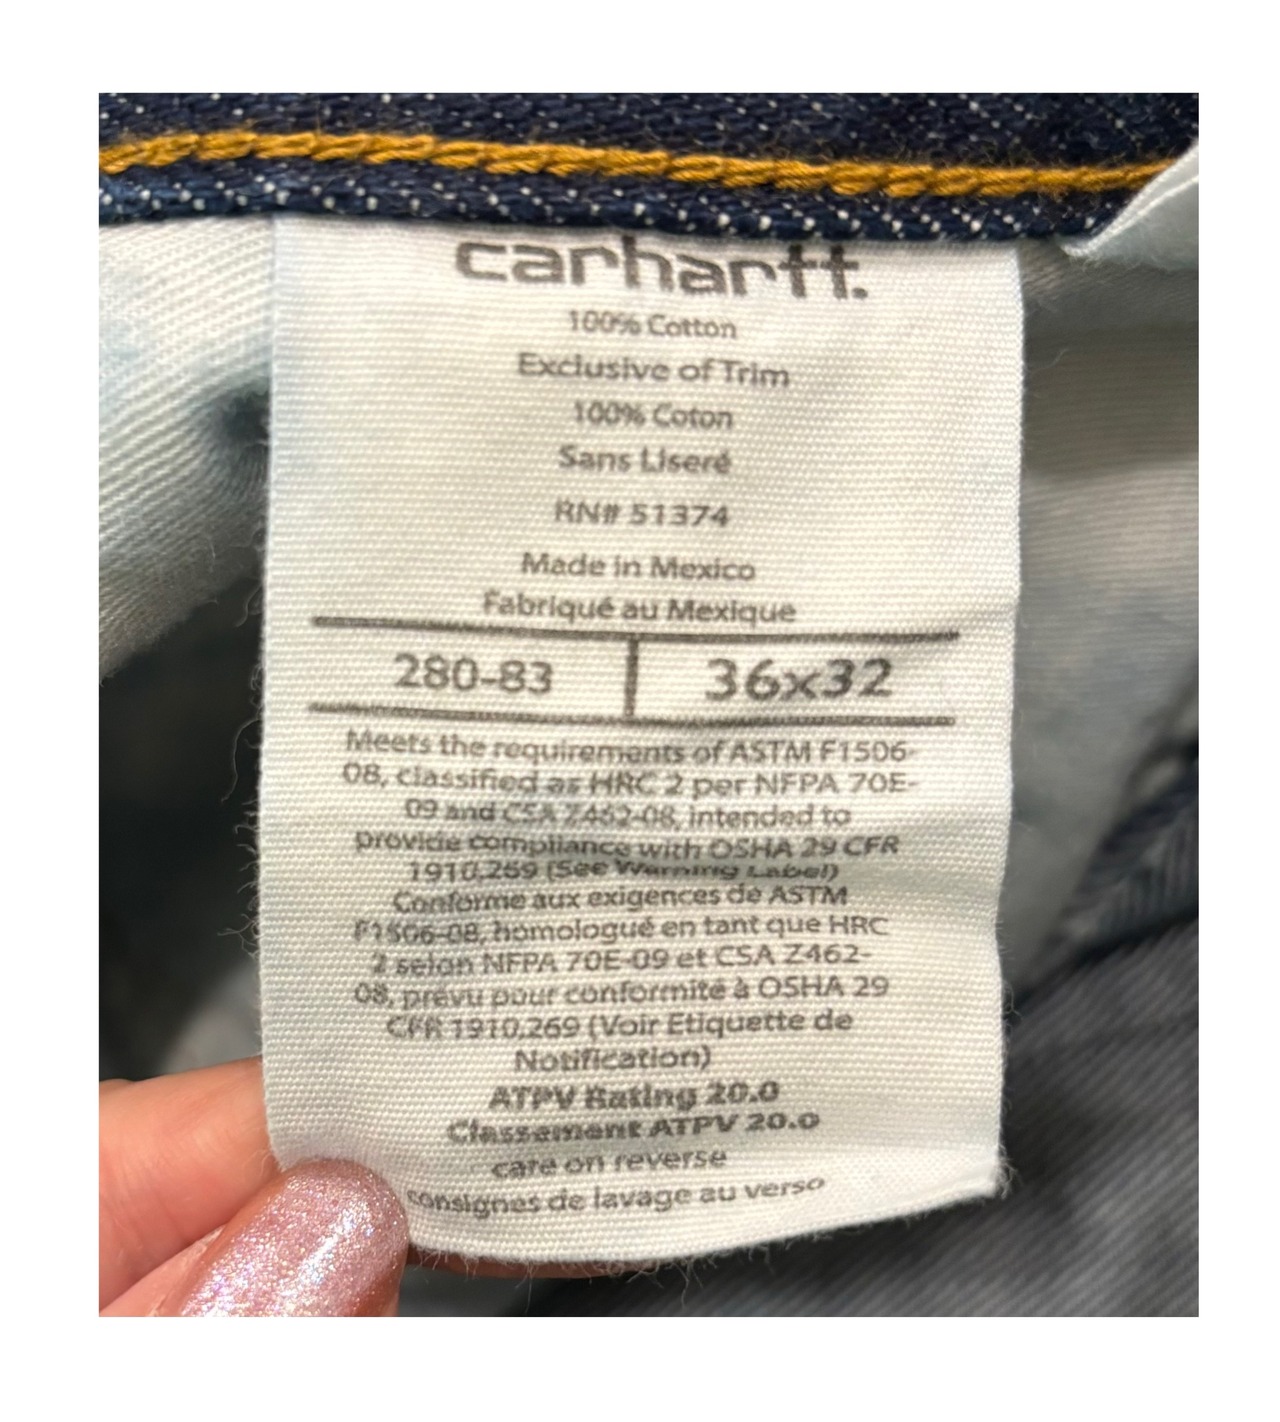 carhartt.
100% Cotton
Exclusive of Trim
100% Coton
Sans Liseré
RN# 51374
Made in Mexico
Fabriqué au Mexique
280-83 | 36x32
Meets the requirements of ASTM F1506-
08, classified as HRC 2 per NFPA 70E-
09 and CSA Z462-08, intended to
provide compliance with OSHA 29 CFR
1910,269 (See Warning Label)
Conforme aux exigences de ASTM
F1506-08, homologué en tant que HRC
2 selon NFPA 70E-09 et CSA Z462-
08, prévu pour conformité à OSHA 29
CFR 1910,269 (Voir Etiquette de
Notification)
ATPV Rating 20.0
Classement ATPV 20.0
care on reverse
consignes de lavage au verso